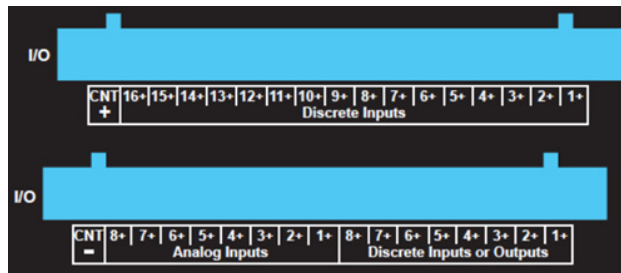 I/O
CNT 16+ 15+ 14+ 13+ 12+ 11+ 10+ 9+ 8+ 7+ 6+ 5+ 4+ 3+ 2+ 1+
+ Discrete Inputs
I/O
CNT 8+ 7+ 6+ 5+ 4+ 3+ 2+ 1+ 8+ 7+ 6+ 5+ 4+ 3+ 2+ 1+
− Analog Inputs Discrete Inputs or Outputs